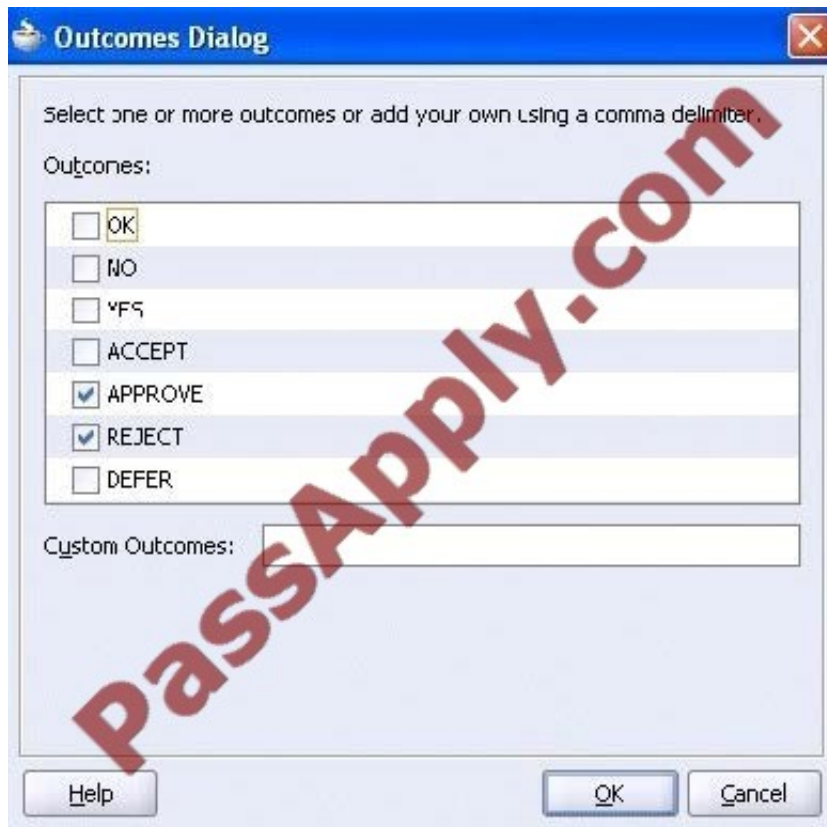 Outcomes Dialog
Select one or more outcomes or add your own using a comma delimiter.
Outcomes:
OK
NO
YES
ACCEPT
APPROVE
REJECT
DEFER
Custom Outcomes:
PassApply.com
Help
OK
Cancel